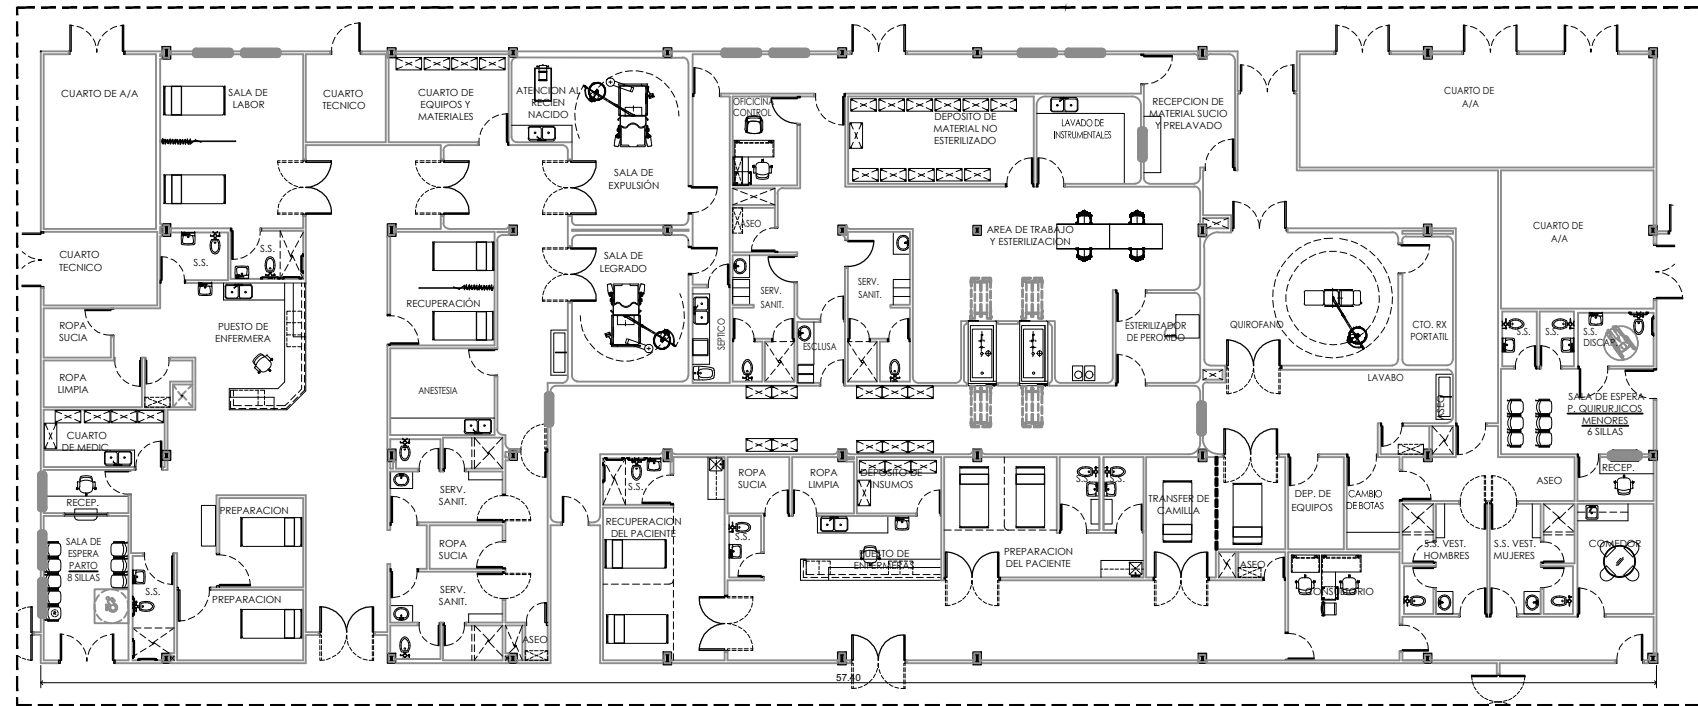 CUARTO DE A/A
SALA DE
LABOR
CUARTO
TECNICO
CUARTO DE
EQUIPOS Y
MATERIALES
ATENCION AL
RECIEN
NACIDO
SALA DE
EXPULSIÓN
OFICICINA
CONTROL
DEPOSITO DE
MATERIAL NO
ESTERILIZADO
LAVADO DE
INSTRUMENTALES
RECEPCION DE
MATERIAL SUCIO
Y PRELAVADO
CUARTO DE
A/A
CUARTO
TECNICO
S.S.
S.S.
RECUPERACIÓN
SALA DE
LEGRADO
ASEO
SERV.
SANIT.
SERV.
SANIT.
AREA DE TRABAJO
Y ESTERILIZACION
CUARTO DE
A/A
ROPA
SUCIA
PUESTO DE
ENFERMERIA
SEPTICO
ESCLUSA
ESTERILIZADOR
DE PEROXIDO
QUIROFANO
CTO. RX
PORTATIL
S.S.
S.S.
S.S.
DISCAP.
ROPA
LIMPIA
ANESTESIA
LAVABO
ASEO
SALA DE ESPERA
P. QUIRURJICOS
MENORES
6 SILLAS
CUARTO
DE MEDIC.
RECEP.
SERV.
SANIT.
S.S.
ROPA
SUCIA
ROPA
LIMPIA
DEPOSITO DE
INSUMOS
S.S.
S.S.
TRANSFER DE
CAMILLA
DEP. DE
EQUIPOS
CAMBIO
DE BOTAS
ASEO
RECEP.
PREPARACION
RECUPERACION
DEL PACIENTE
S.S.
SALA DE
ESPERA
PARTO
8 SILLAS
ROPA
SUCIA
PUESTO DE
ENFERMERAS
PREPARACION
DEL PACIENTE
ASEO
S.S. VEST.
HOMBRES
S.S. VEST.
MUJERES
COMEDOR
S.S.
PREPARACION
SERV.
SANIT.
CONSULTORIO
ASEO
57.40